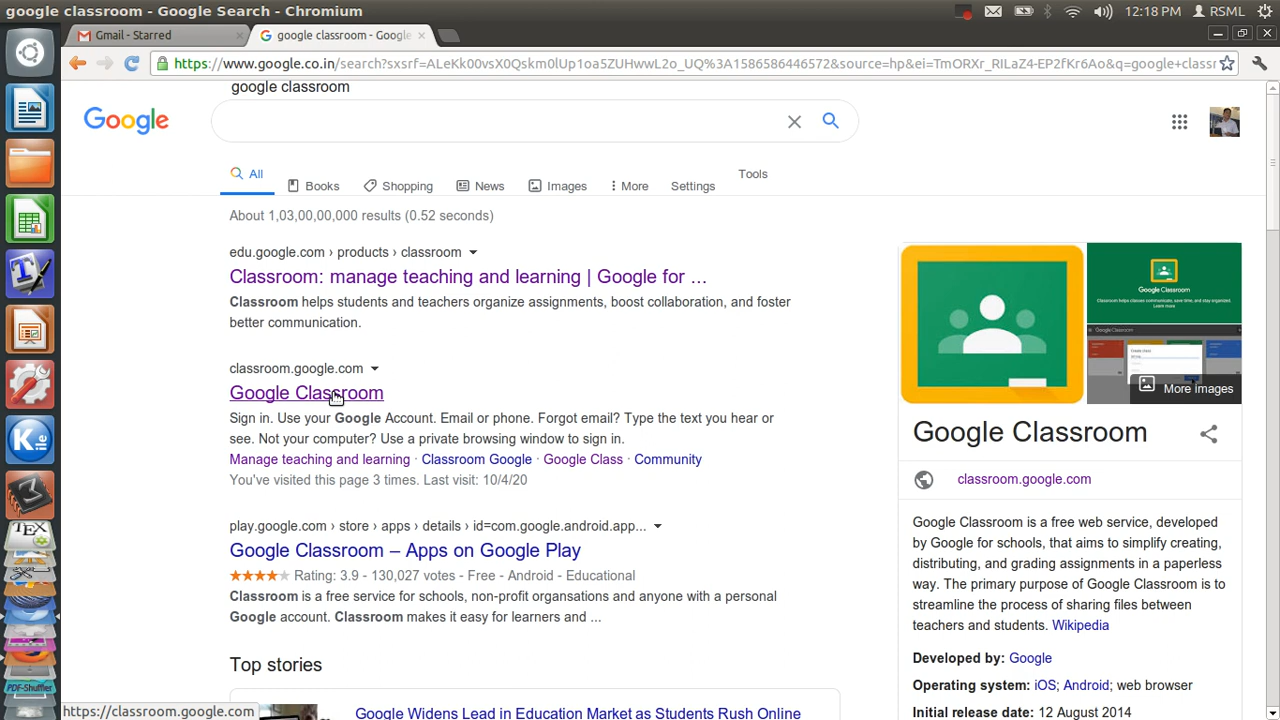 google classroom - Google Search - Chromium
12:18 PM
RSML
Gmail - Starred
google classroom - Google
https://www.google.co.in/search?sxsrf=ALeKk00vsX0Qskm0lUp1oa5ZUHwwL2o_UQ%3A1586586446572&source=hp&ei=TmORXr_RILaZ4-EP2fKr6Ao&q=google+classr
google classroom
Google
All
Books
Shopping
News
Images
More
Settings
Tools
About 1,03,00,00,000 results (0.52 seconds)
edu.google.com › products › classroom
Classroom: manage teaching and learning | Google for ...
Classroom helps students and teachers organize assignments, boost collaboration, and foster
better communication.
classroom.google.com
Google Classroom
Sign in. Use your Google Account. Email or phone. Forgot email? Type the text you hear or
see. Not your computer? Use a private browsing window to sign in.
Manage teaching and learning · Classroom Google · Google Class · Community
You've visited this page 3 times. Last visit: 10/4/20
play.google.com › store › apps › details › id=com.google.android.app...
Google Classroom – Apps on Google Play
Rating: 3.9 - 130,027 votes - Free - Android - Educational
Classroom is a free service for schools, non-profit organsations and anyone with a personal
Google account. Classroom makes it easy for learners and ...
Top stories
Google Widens Lead in Education Market as Students Rush Online
https://classroom.google.com
Google Classroom
More images
Google Classroom
classroom.google.com
Google Classroom is a free web service, developed
by Google for schools, that aims to simplify creating,
distributing, and grading assignments in a paperless
way. The primary purpose of Google Classroom is to
streamline the process of sharing files between
teachers and students. Wikipedia
Developed by: Google
Operating system: iOS; Android; web browser
Initial release date: 12 August 2014
PDF-Shuffler